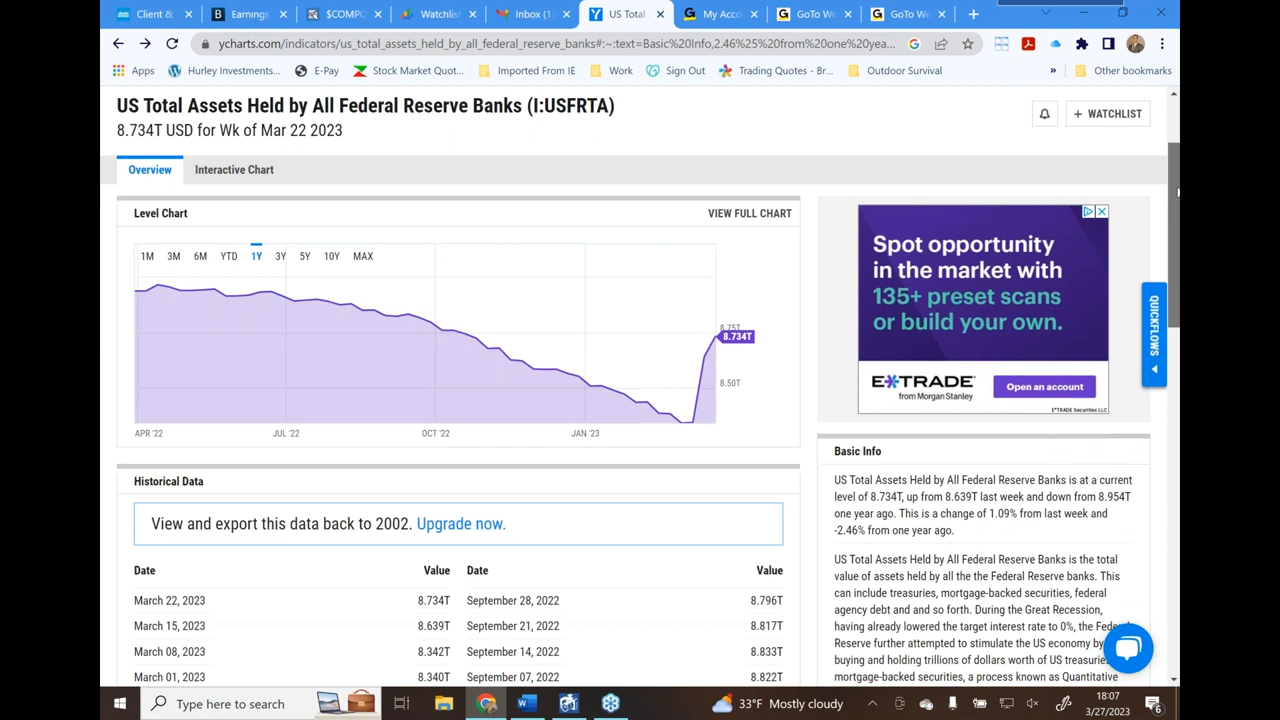 Client &
Earnings
$COMPC
Watchlist
Inbox (1
US Total
My Acco
GoTo We
GoTo We
ycharts.com/indicators/us_total_assets_held_by_all_federal_reserve_banks#:~:text=Basic%20Info,2.46%25%20from%20one%20yea...
Apps
Hurley Investments...
E-Pay
Stock Market Quot...
Imported From IE
Work
Sign Out
Trading Quotes - Br...
Outdoor Survival
»
Other bookmarks
US Total Assets Held by All Federal Reserve Banks (I:USFRTA)
8.734T USD for Wk of Mar 22 2023
+ WATCHLIST
Overview
Interactive Chart
Level Chart
VIEW FULL CHART
1M 3M 6M YTD 1Y 3Y 5Y 10Y MAX
8.75T
8.734T
8.50T
APR '22
JUL '22
OCT '22
JAN '23
Historical Data
View and export this data back to 2002. Upgrade now.
Date Value Date Value
March 22, 2023 8.734T September 28, 2022 8.796T
March 15, 2023 8.639T September 21, 2022 8.817T
March 08, 2023 8.342T September 14, 2022 8.833T
March 01, 2023 8.340T September 07, 2022 8.822T
Spot opportunity
in the market with
135+ preset scans
or build your own.
E*TRADE
from Morgan Stanley
Open an account
E*TRADE Securities LLC
QUICKFLOWS
Basic Info
US Total Assets Held by All Federal Reserve Banks is at a current
level of 8.734T, up from 8.639T last week and down from 8.954T
one year ago. This is a change of 1.09% from last week and
-2.46% from one year ago.
US Total Assets Held by All Federal Reserve Banks is the total
value of assets held by all the the Federal Reserve banks. This
can include treasuries, mortgage-backed securities, federal
agency debt and and so forth. During the Great Recession,
having already lowered the target interest rate to 0%, the Feder
Reserve further attempted to stimulate the US economy by
buying and holding trillions of dollars worth of US treasuries
mortgage-backed securities, a process known as Quantitative
Type here to search
33°F Mostly cloudy
18:07
3/27/2023
6